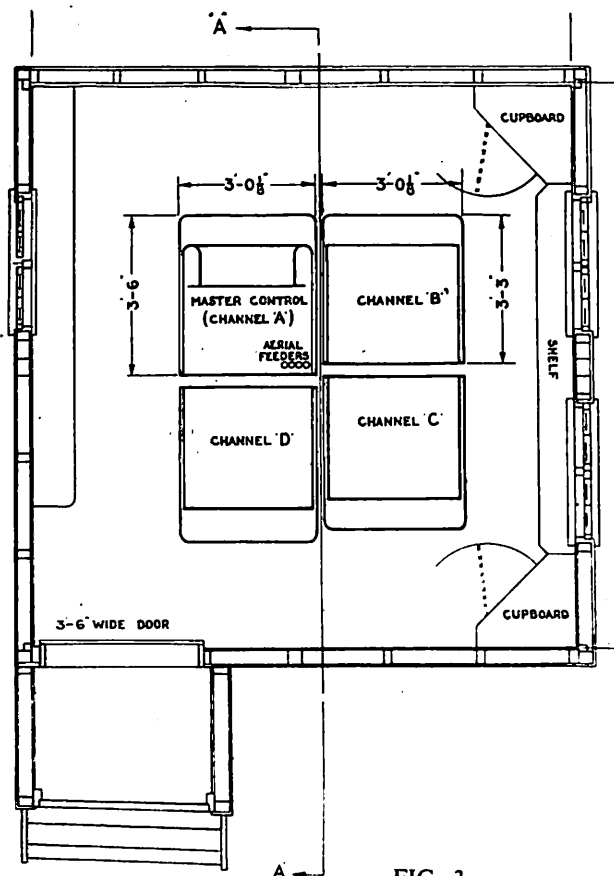 "A"
CUPBOARD
3'-0⅛"
3'-0⅛"
3'-6"
MASTER CONTROL
(CHANNEL 'A')
AERIAL
FEEDERS
CHANNEL 'B'
3'-3"
SHELF
CHANNEL 'D'
CHANNEL 'C'
3'-6" WIDE DOOR
CUPBOARD
A
FIG.